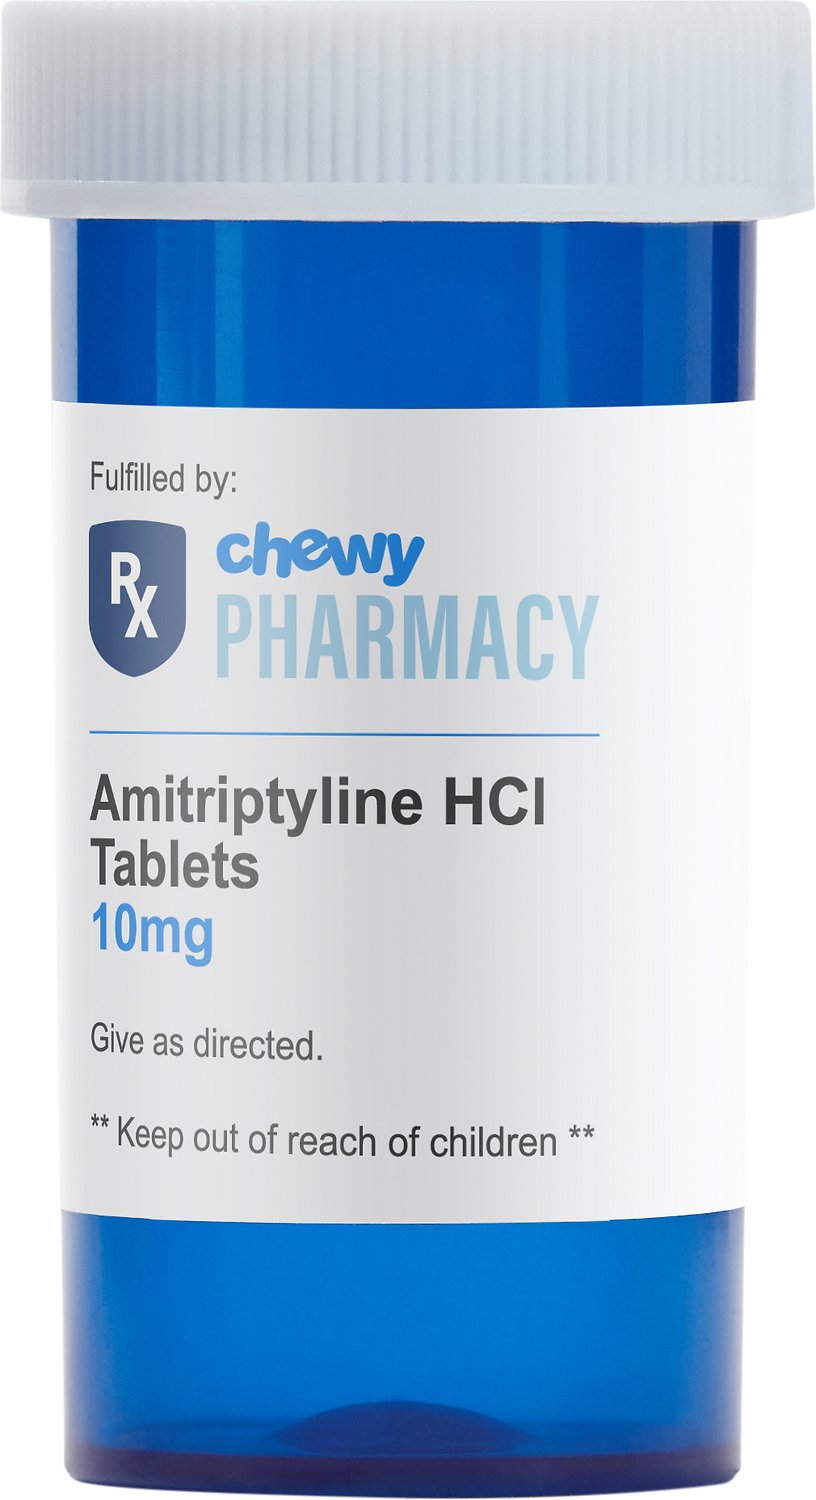 Fulfilled by:
Rx
chewy
PHARMACY
Amitriptyline HCl
Tablets
10mg
Give as directed.
** Keep out of reach of children **